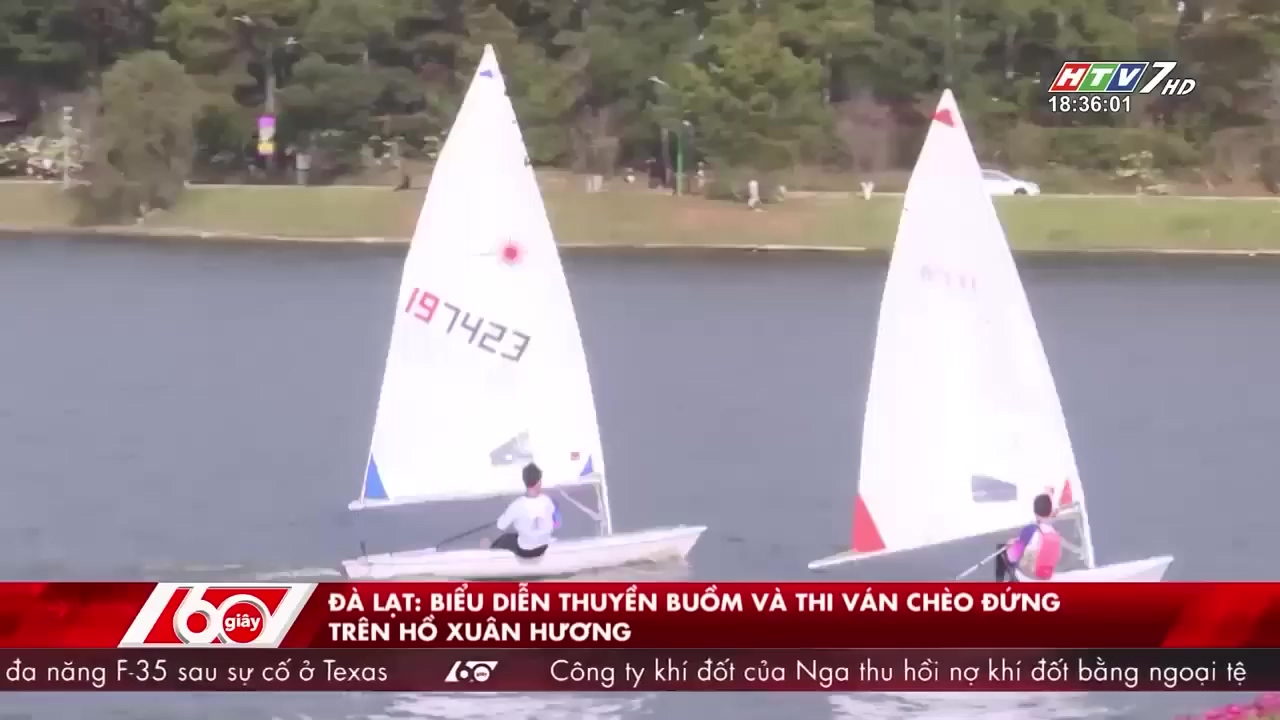 HTV7 HD
18:36:01
197423
60 giây
ĐÀ LẠT: BIỂU DIỄN THUYỀN BUỒM VÀ THI VÁN CHÈO ĐỨNG
TRÊN HỒ XUÂN HƯƠNG
đa năng F-35 sau sự cố ở Texas 60 giây Công ty khí đốt của Nga thu hồi nợ khí đốt bằng ngoại tệ